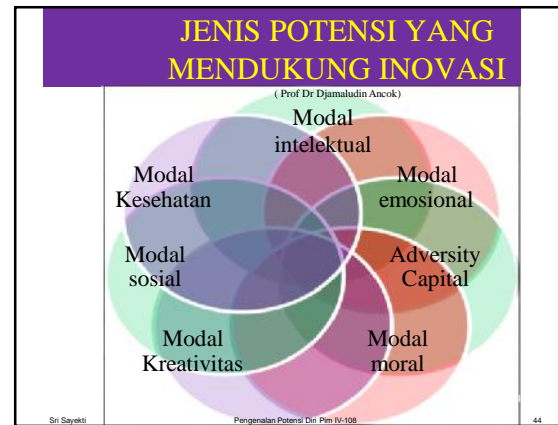 JENIS POTENSI YANG
MENDUKUNG INOVASI
( Prof Dr Djamaludin Ancok)
Modal
intelektual
Modal
emosional
Adversity
Capital
Modal
moral
Modal
Kreativitas
Modal
sosial
Modal
Kesehatan
Sri Sayekti
Pengenalan Potensi Diri Pim IV-108
44